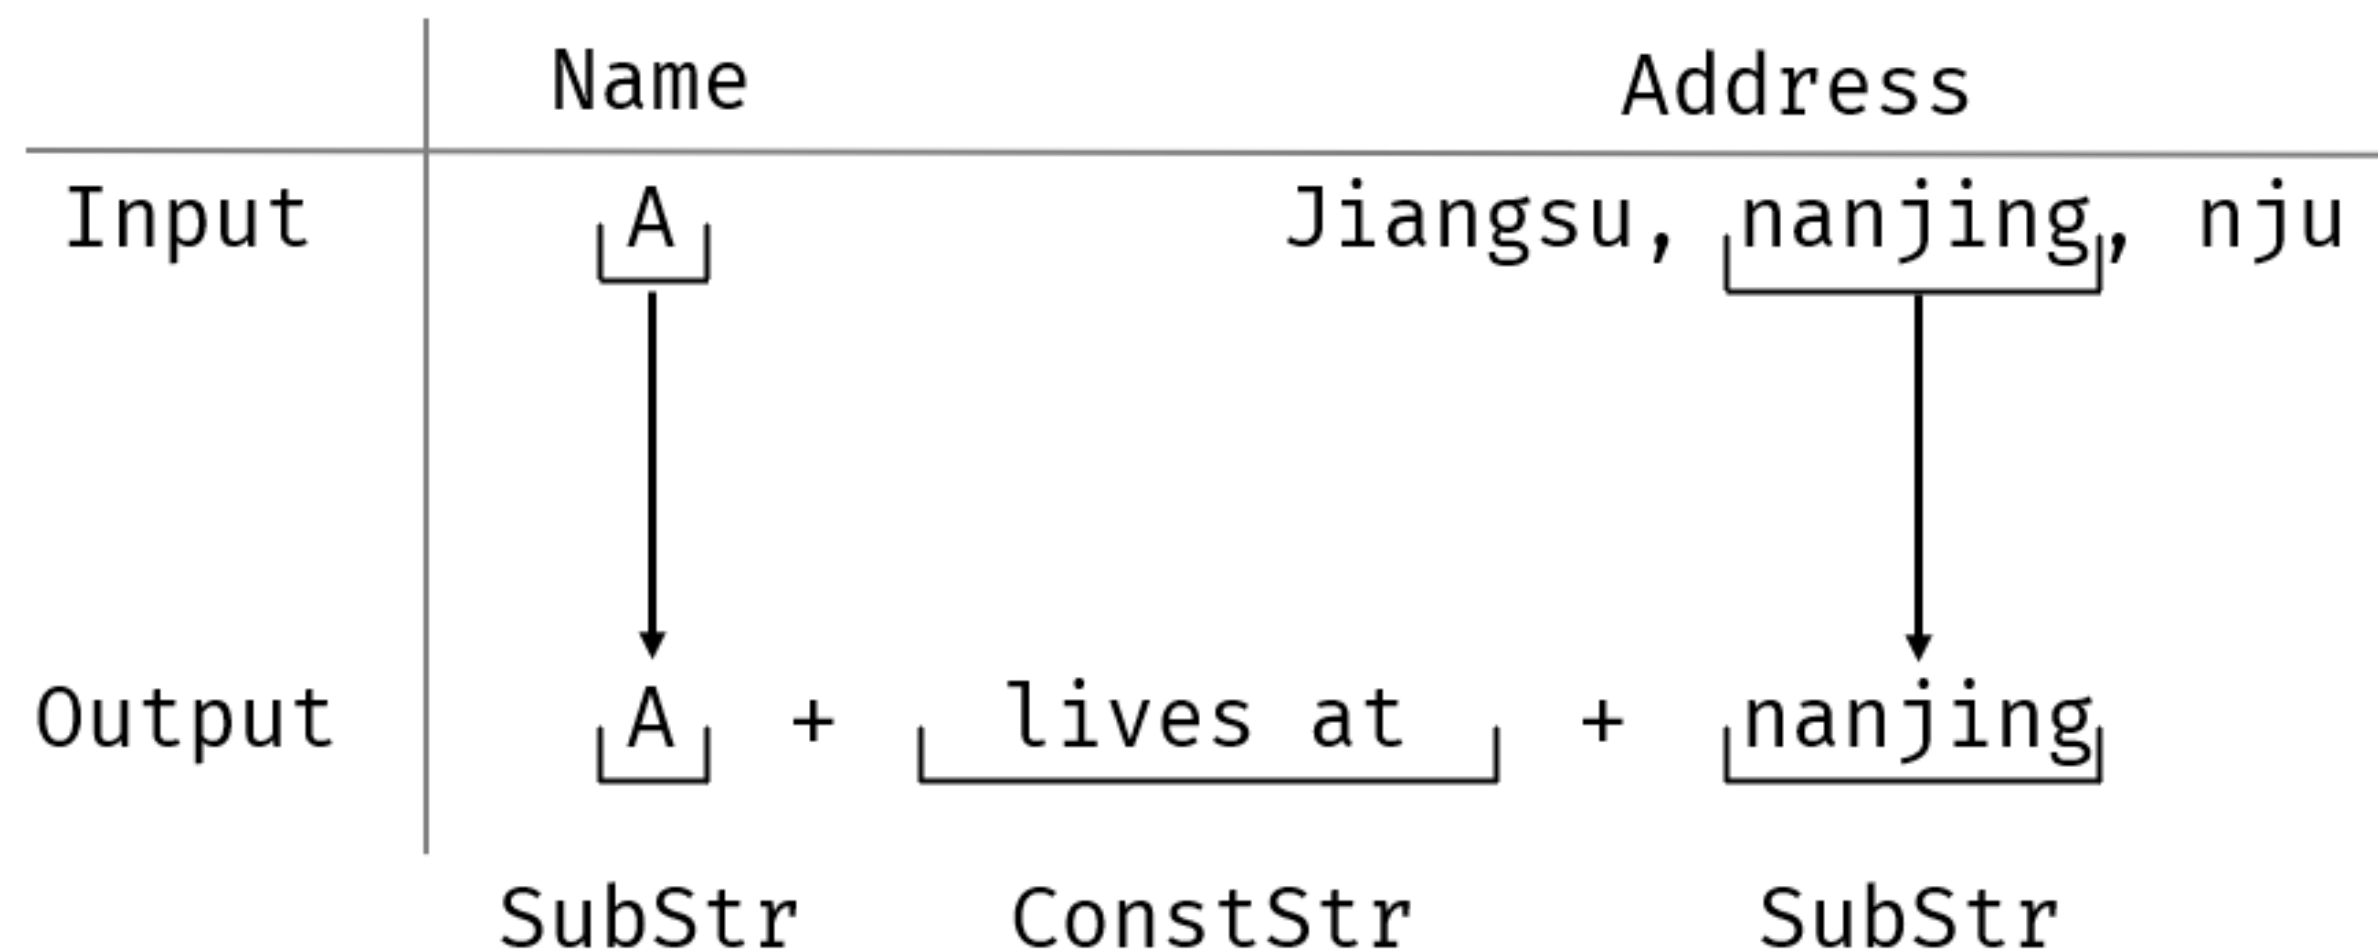 Name Address
Input A Jiangsu, nanjing, nju
Output A + lives at + nanjing
SubStr ConstStr SubStr